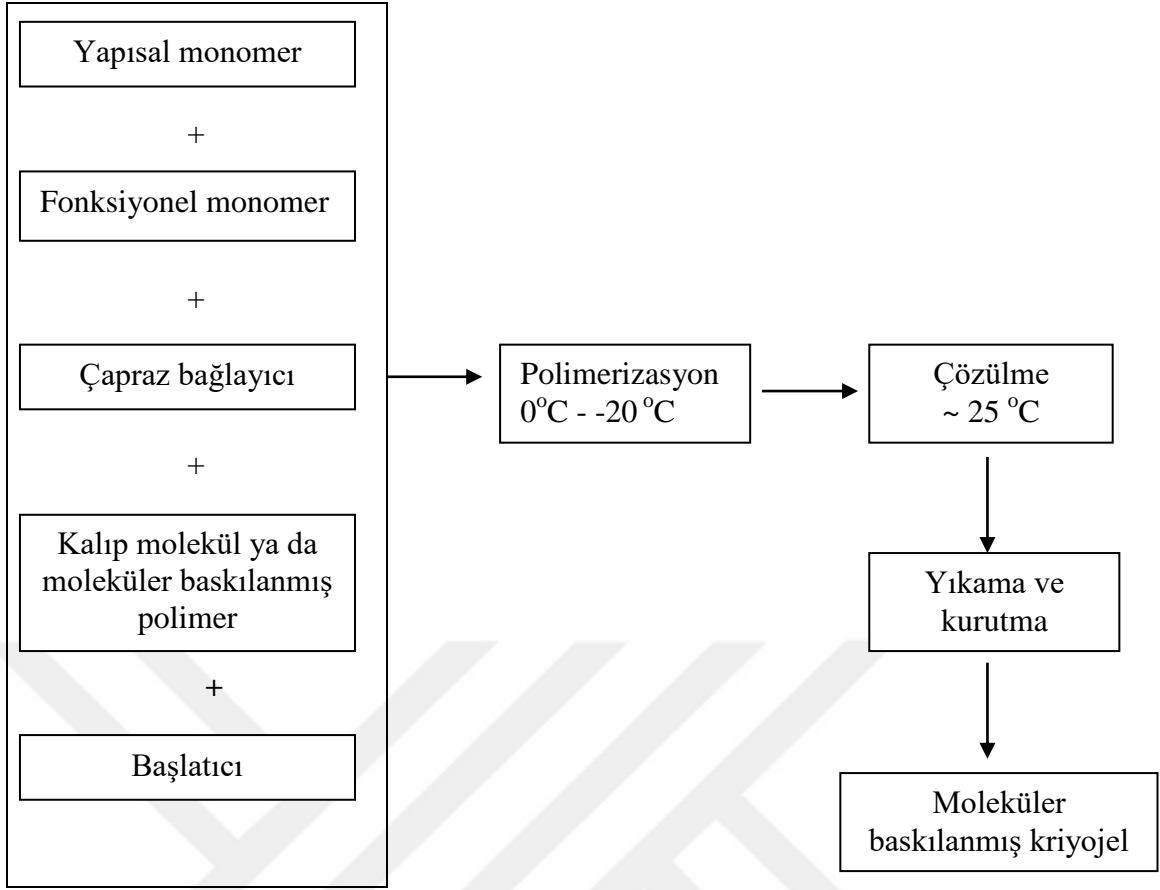 Yapısal monomer
+
Fonksiyonel monomer
+
Çapraz bağlayıcı
+
Kalıp molekül ya da
moleküler baskılanmış
polimer
+
Başlatıcı
Polimerizasyon
0°C - -20 °C
Çözülme
~ 25 °C
Yıkama ve
kurutma
Moleküler
baskılanmış kriyojel